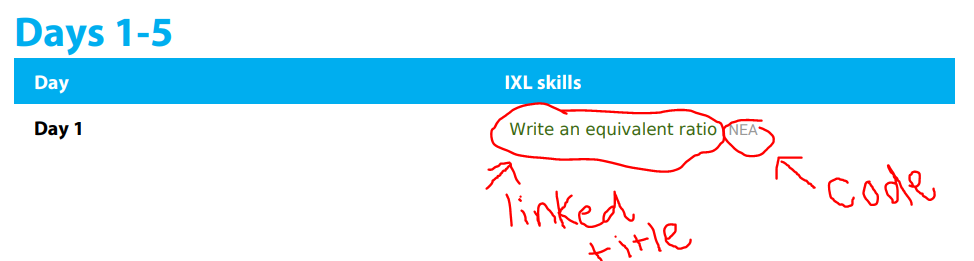 Days 1-5
Day IXL skills
Day 1 Write an equivalent ratio NEA
linked
title
code